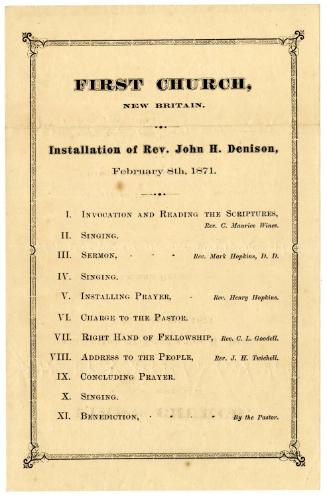 FIRST CHURCH,
NEW BRITAIN.
Installation of Rev. John H. Denison,
February 8th, 1871.
I. INVOCATION AND READING THE SCRIPTURES,
Rev. C. Maurice Wines.
II. SINGING.
III. SERMON, - - Rev. Mark Hopkins, D. D.
IV. SINGING.
V. INSTALLING PRAYER, - Rev. Henry Hopkins.
VI. CHARGE TO THE PASTOR.
VII. RIGHT HAND OF FELLOWSHIP, Rev. C. L. Goodell.
VIII. ADDRESS TO THE PEOPLE, Rev. J. H. Twichell.
IX. CONCLUDING PRAYER.
X. SINGING.
XI. BENEDICTION, - - - - By the Pastor.